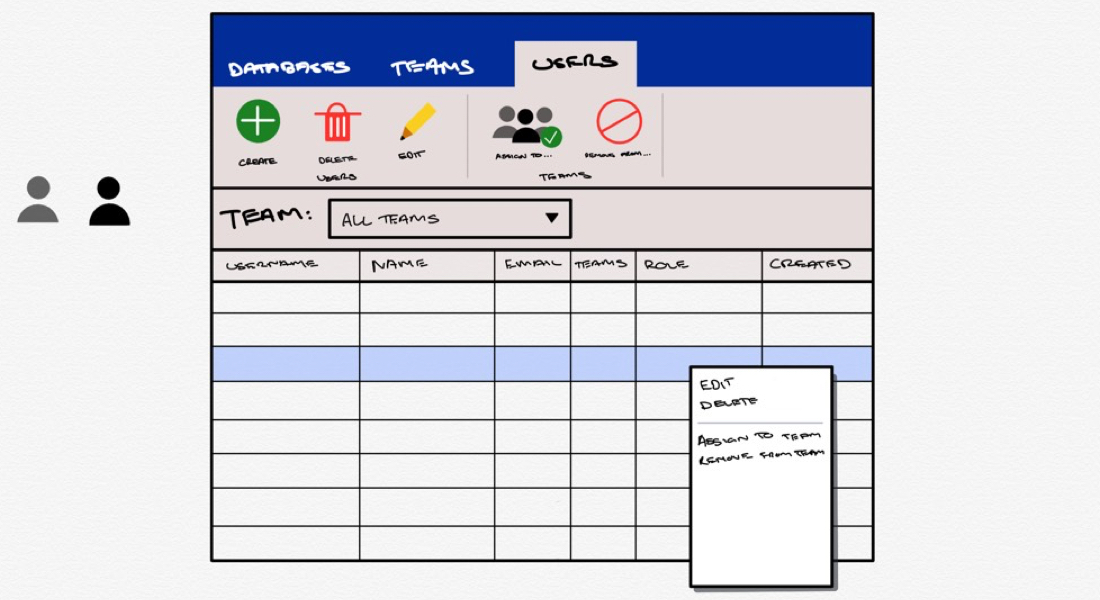 DATABASES TEAMS USERS
CREATE DELETE EDIT ASSIGN TO... REMOVE FROM...
USERS TEAMS
TEAM: ALL TEAMS
USERNAME NAME EMAIL TEAMS ROLE CREATED
EDIT
DELETE
ASSIGN TO TEAM
REMOVE FROM TEAM